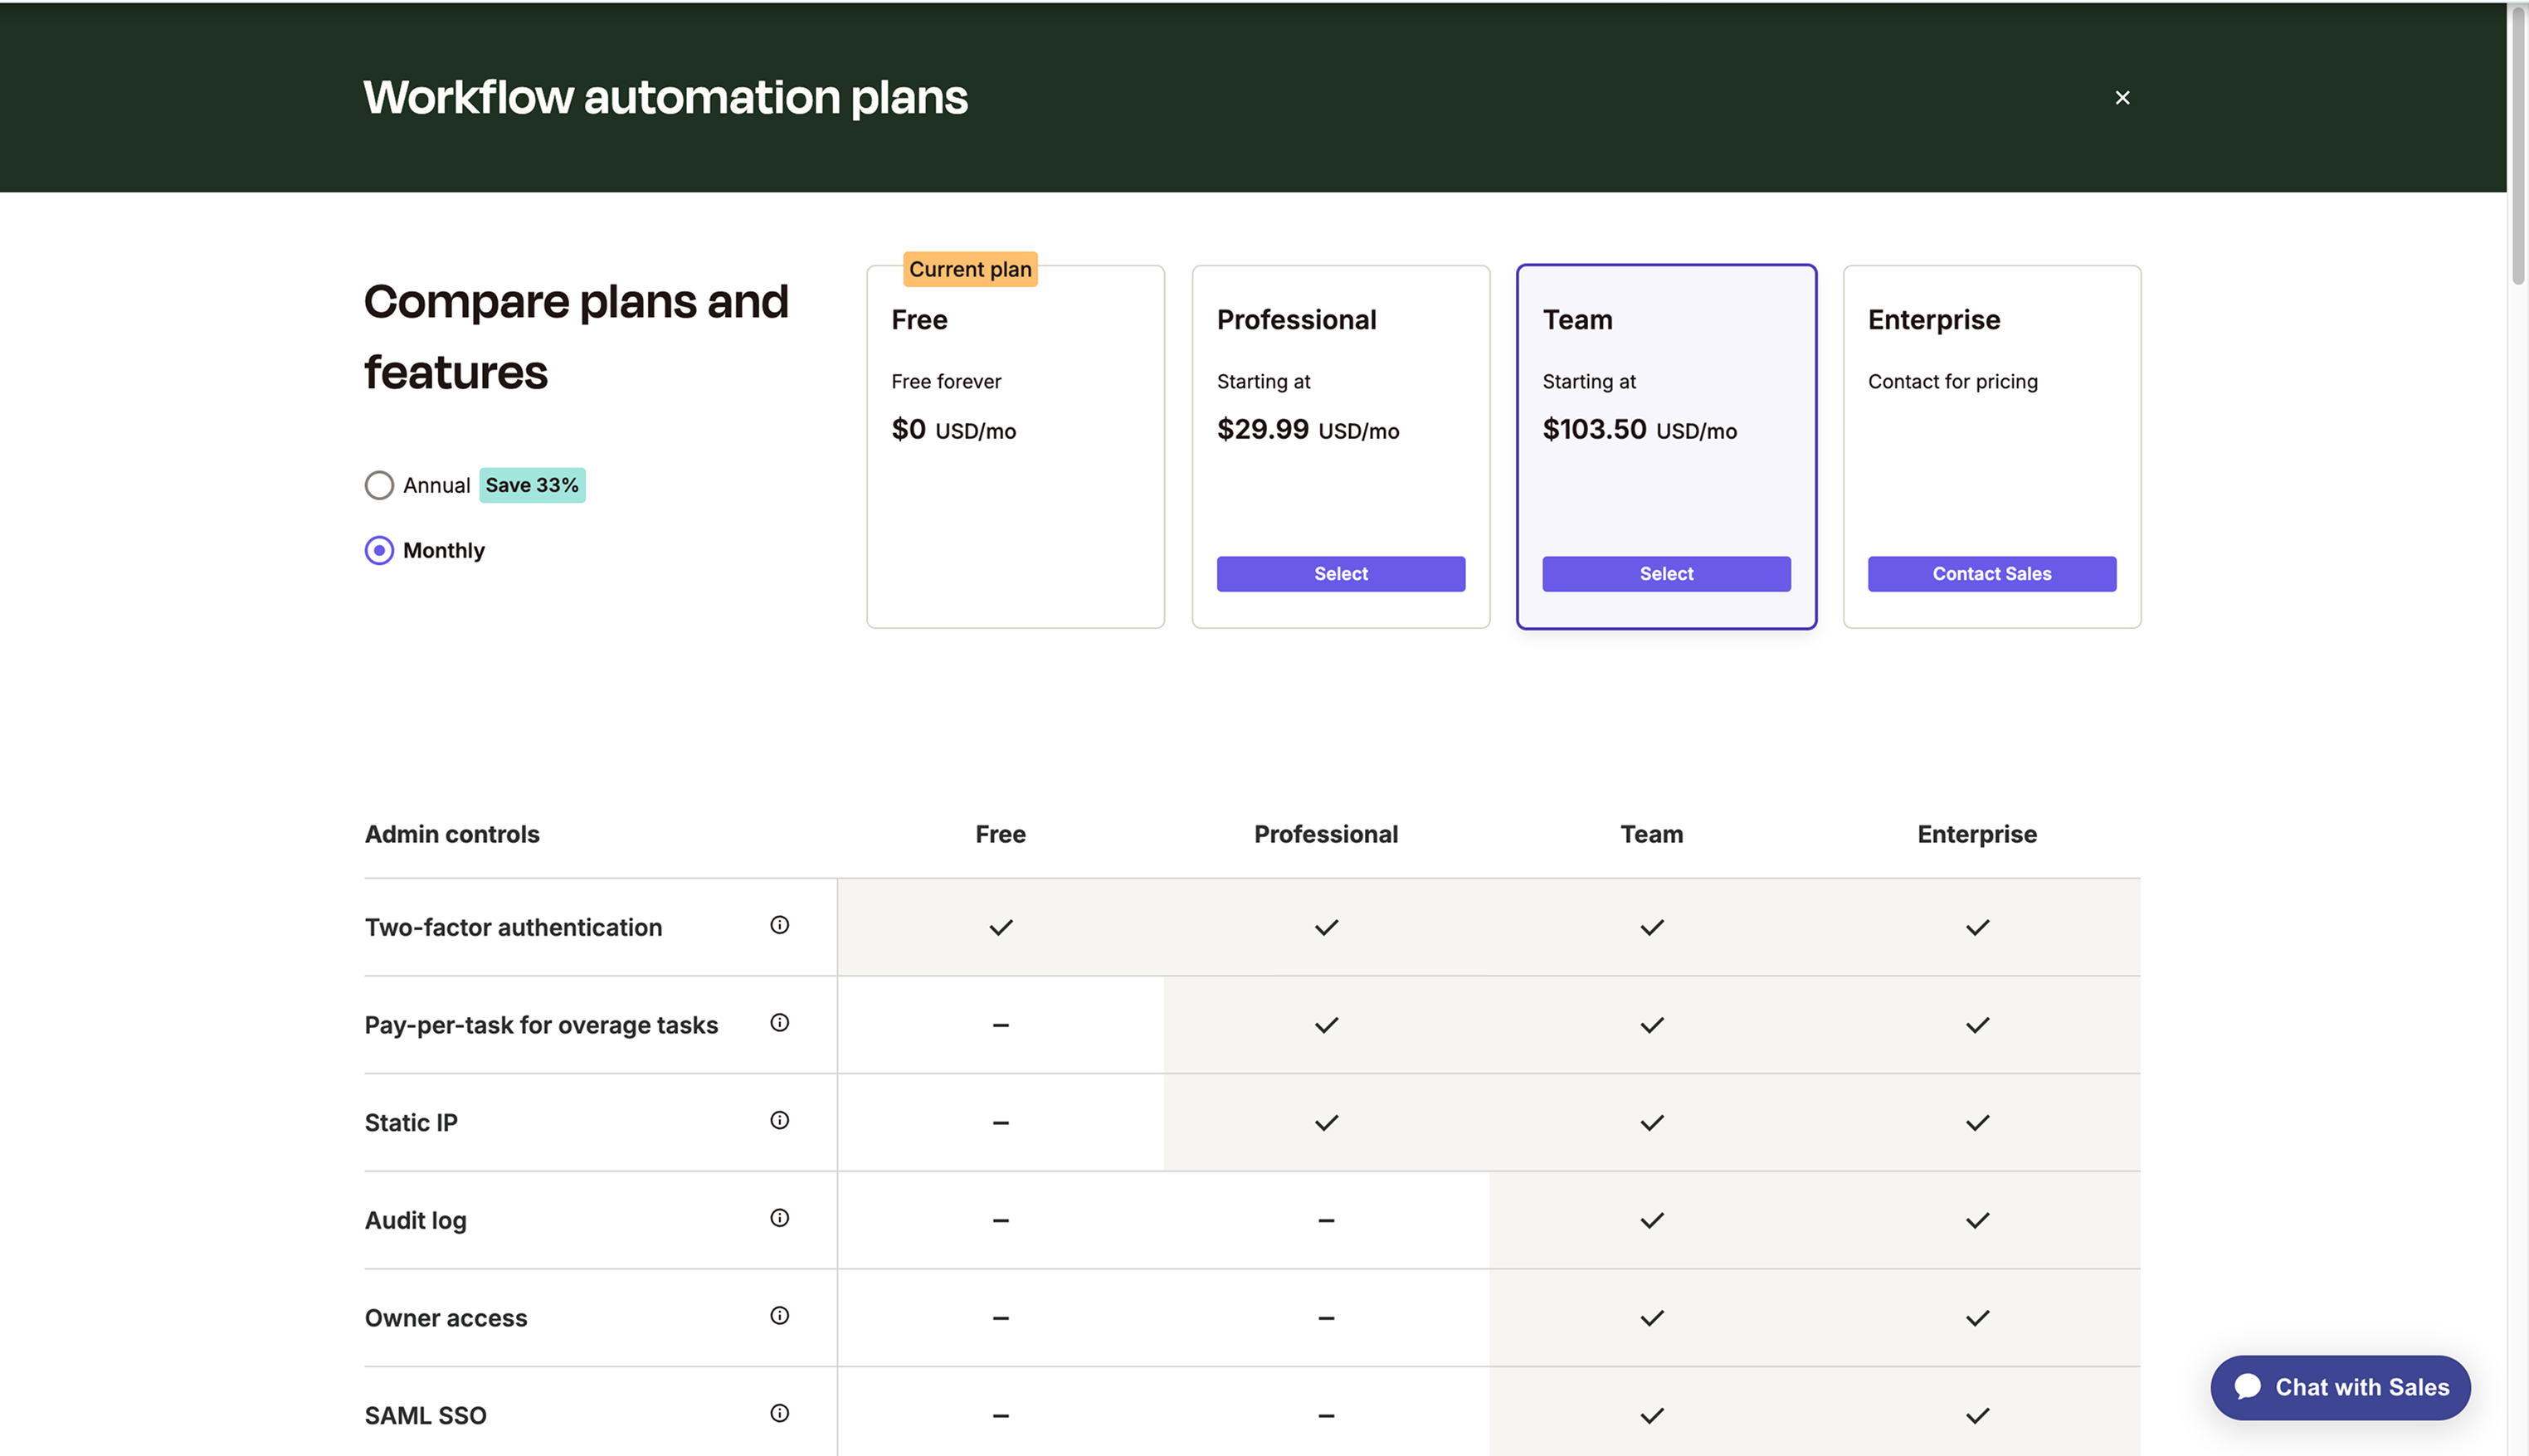 Workflow automation plans
Compare plans and
features
Annual Save 33%
Monthly
Current plan
Free
Free forever
$0 USD/mo
Professional
Starting at
$29.99 USD/mo
Select
Team
Starting at
$103.50 USD/mo
Select
Enterprise
Contact for pricing
Contact Sales
Admin controls Free Professional Team Enterprise
Two-factor authentication
Pay-per-task for overage tasks
Static IP
Audit log
Owner access
SAML SSO
Chat with Sales